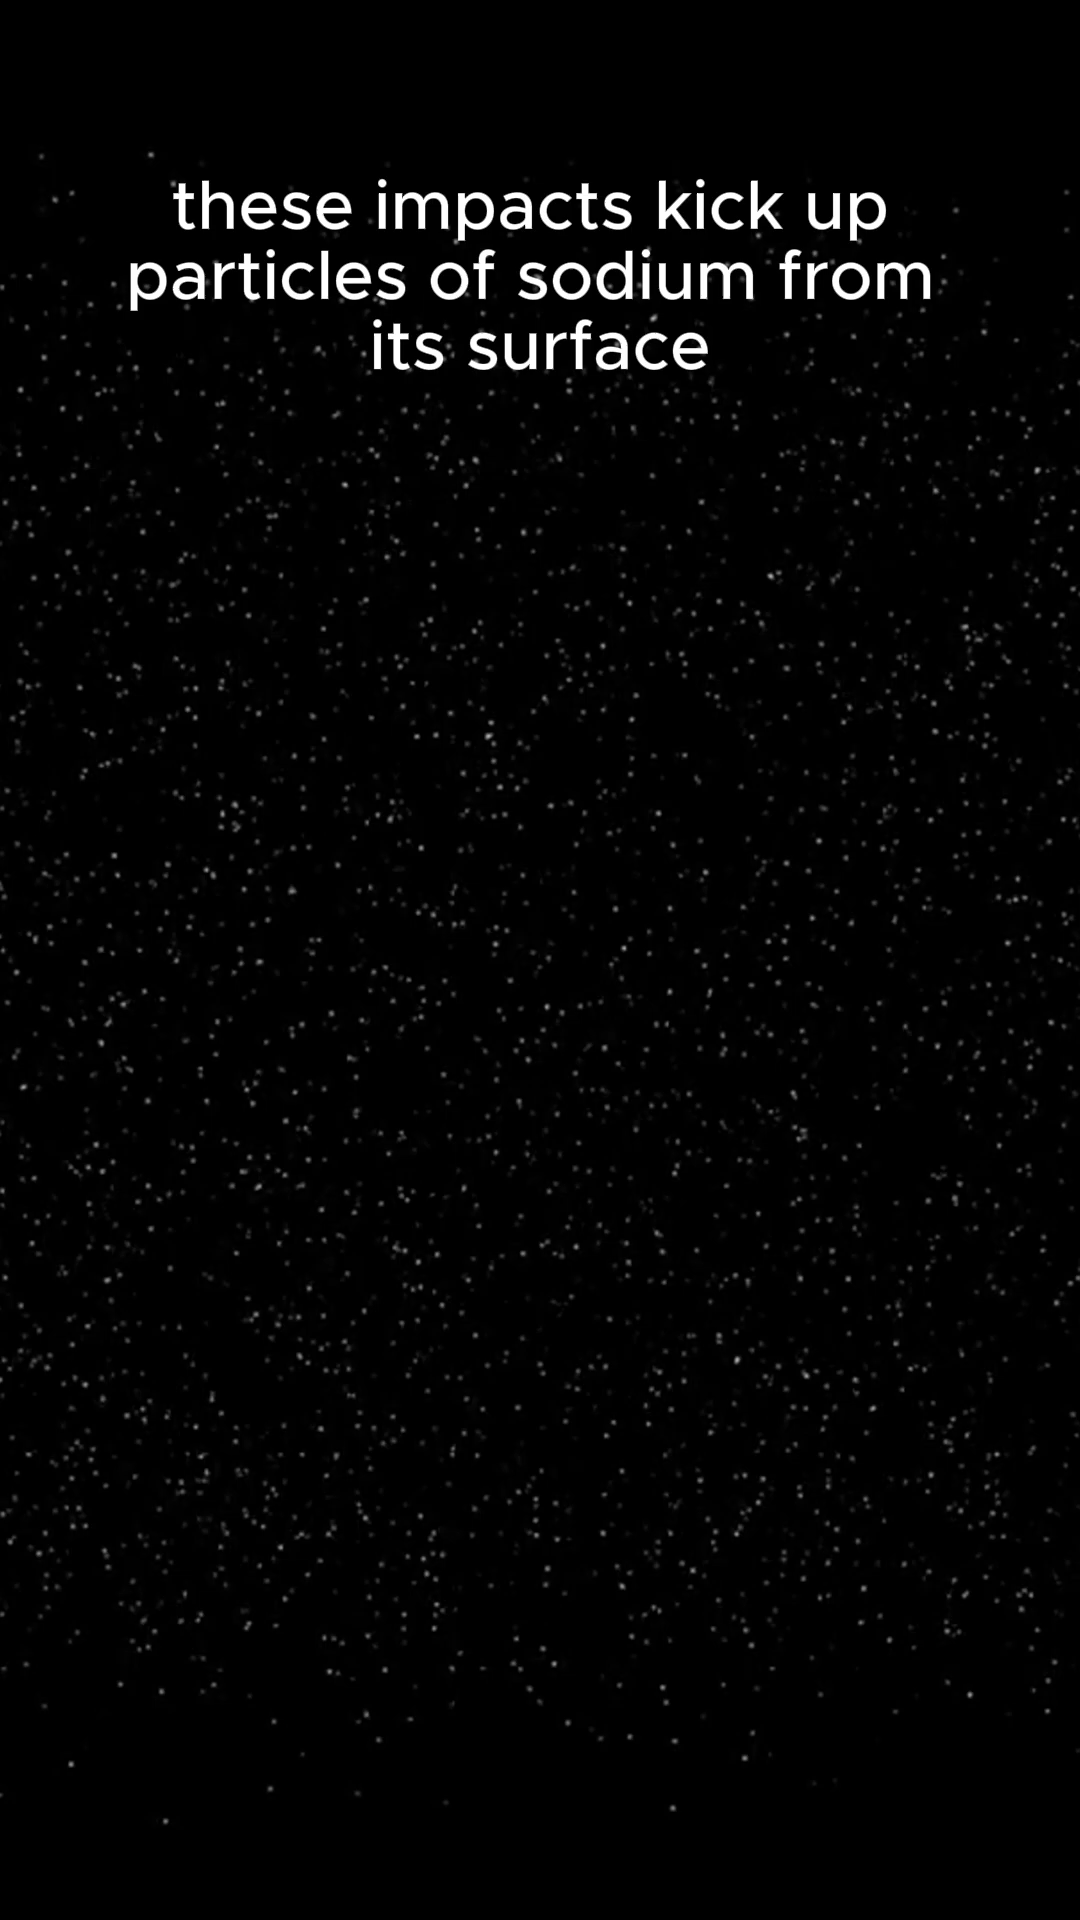 these impacts kick up
particles of sodium from
its surface